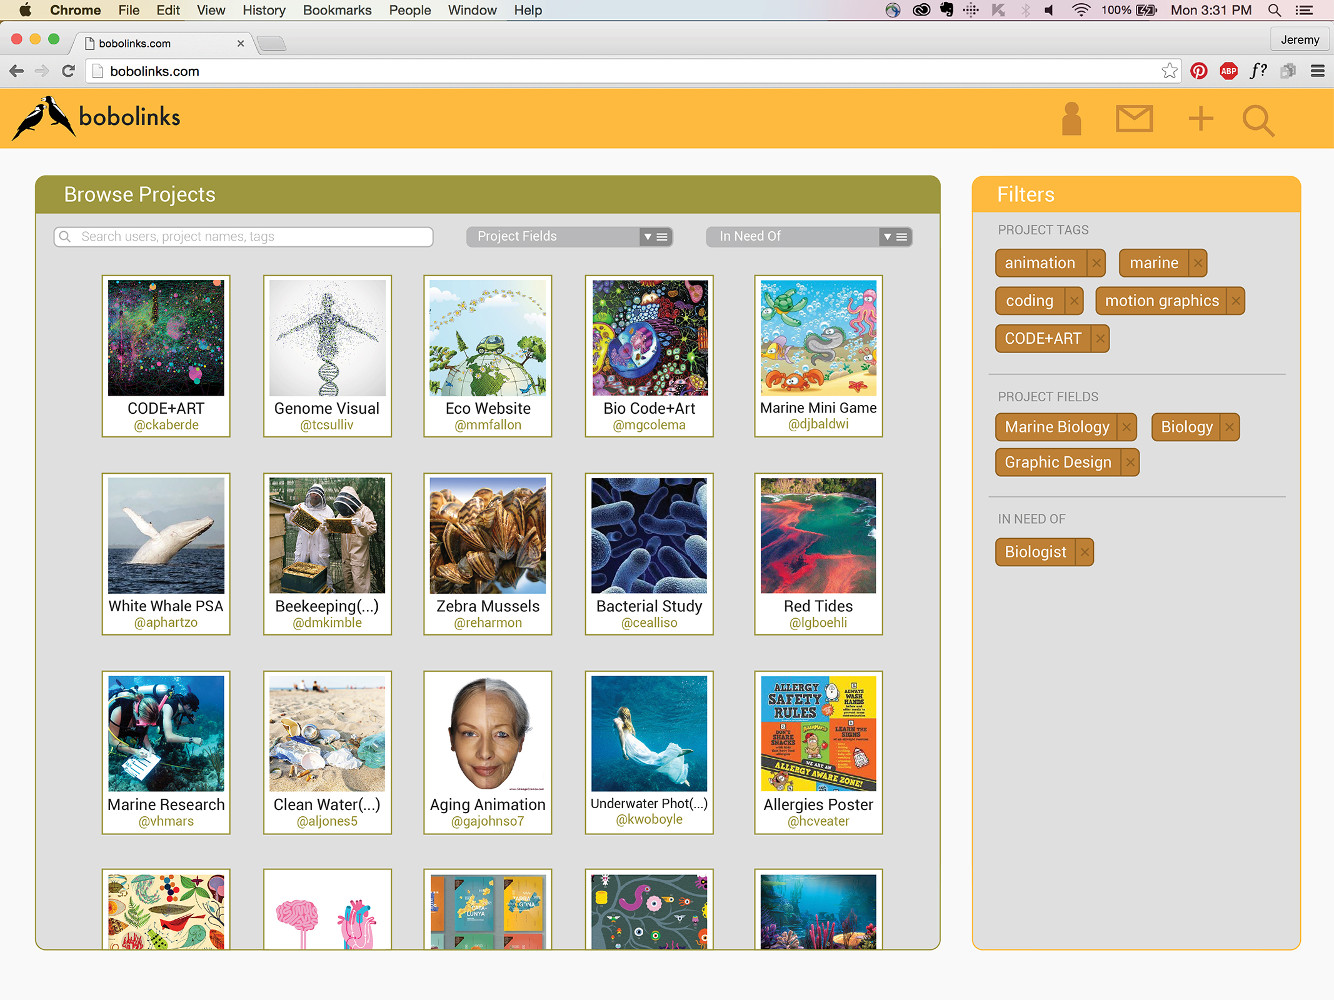 Chrome File Edit View History Bookmarks People Window Help 100% Mon 3:31 PM
bobolinks.com Jeremy
bobolinks.com ABP f?
bobolinks
Browse Projects
Search users, project names, tags Project Fields In Need Of
CODE+ART Genome Visual Eco Website Bio Code+Art Marine Mini Game
@ckaberde @tcsulliv @mmfallon @mgcolema @djbaldwi
White Whale PSA Beekeeping(...) Zebra Mussels Bacterial Study Red Tides
@aphartzo @dmkimble @reharmon @cealliso @lgboehli
ALLERGY
SAFETY
RULES
ALWAYS
WASH
HANDS
DON'T
SHARE
SNACKS
LEARN THE
SIGNS
WE ARE AN
ALLERGY AWARE ZONE!
Marine Research Clean Water(...) Aging Animation Underwater Phot(...) Allergies Poster
@vhmars @aljones5 @gajohnso7 @kwoboyle @hcveater
Filters
PROJECT TAGS
animation marine
coding motion graphics
CODE+ART
PROJECT FIELDS
Marine Biology Biology
Graphic Design
IN NEED OF
Biologist